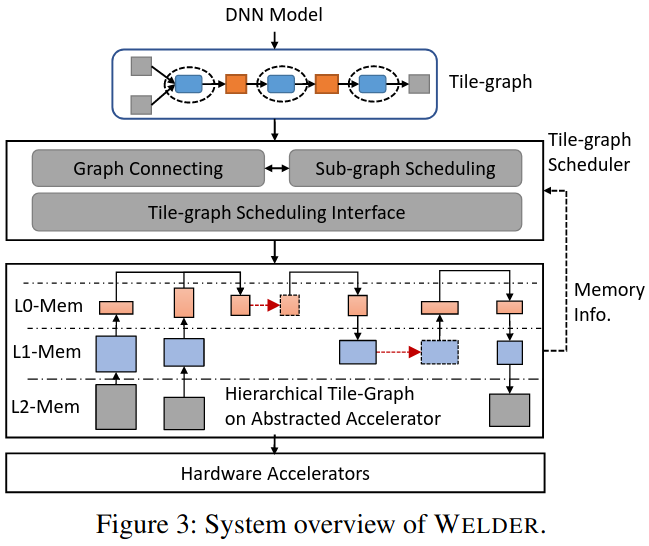 DNN Model
Tile-graph
Tile-graph
Scheduler
Graph Connecting
Sub-graph Scheduling
Tile-graph Scheduling Interface
L0-Mem
Memory
Info.
L1-Mem
L2-Mem
Hierarchical Tile-Graph
on Abstracted Accelerator
Hardware Accelerators
Figure 3: System overview of WELDER.